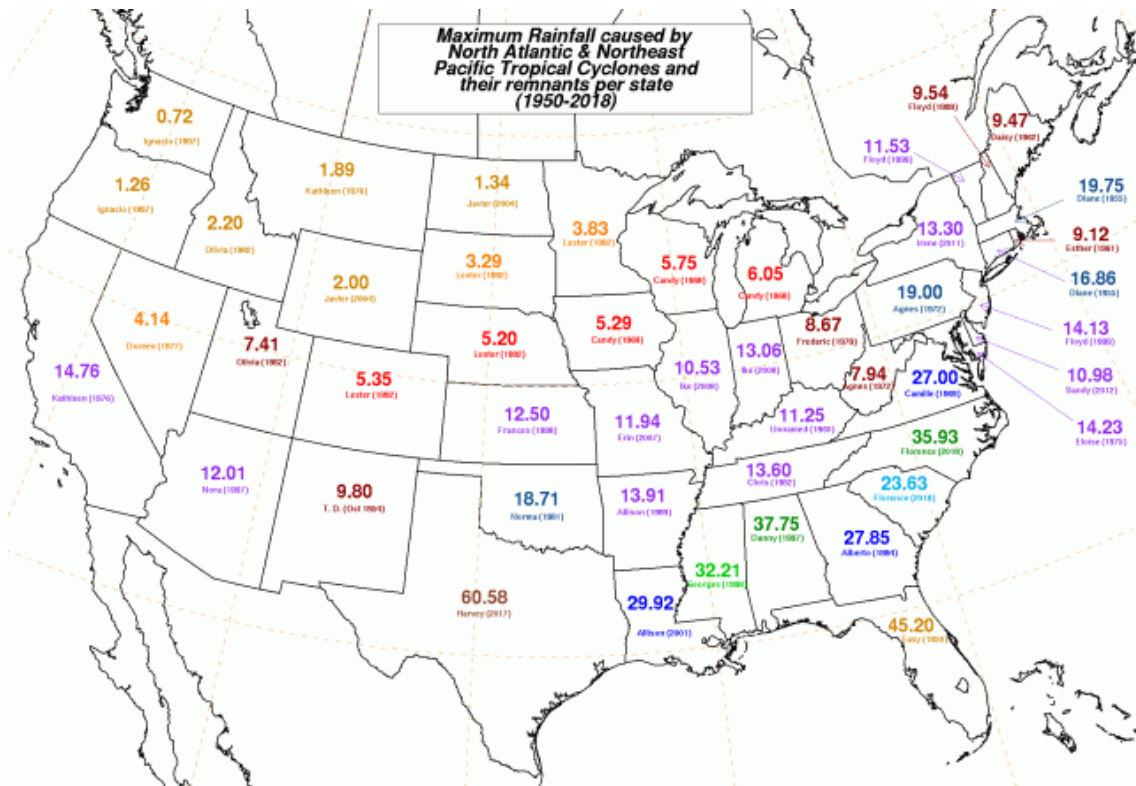 Maximum Rainfall caused by
North Atlantic & Northeast
Pacific Tropical Cyclones and
their remnants per state
(1950-2018)
0.72
Ignacio (1997)
1.26
Ignacio (1997)
2.20
Olivia (1982)
1.89
Kathleen (1976)
1.34
Javier (2004)
3.83
Lester (1992)
3.29
Lester (1992)
2.00
Javier (2004)
4.14
Doreen (1977)
7.41
Olivia (1982)
14.76
Kathleen (1976)
5.35
Lester (1992)
5.20
Lester (1992)
5.75
Candy (1968)
6.05
Candy (1968)
5.29
Candy (1968)
10.53
Ike (2008)
13.06
Ike (2008)
8.67
Frederic (1979)
19.00
Agnes (1972)
13.30
Irene (2011)
11.53
Floyd (1999)
9.54
Floyd (1999)
9.47
Daisy (1962)
19.75
Diane (1955)
9.12
Esther (1961)
16.86
Diane (1955)
14.13
Floyd (1999)
10.98
Sandy (2012)
14.23
Eloise (1975)
7.94
Agnes (1972)
27.00
Camille (1969)
12.50
Frances (1998)
11.94
Erin (2007)
11.25
Unnamed (1960)
35.93
Florence (2018)
13.60
Chris (1982)
23.63
Florence (2018)
12.01
Nora (1997)
9.80
T. D. (Oct 1954)
18.71
Norma (1981)
13.91
Allison (1989)
37.75
Danny (1997)
27.85
Alberto (1994)
32.21
Georges (1998)
60.58
Harvey (2017)
29.92
Allison (2001)
45.20
Easy (1950)